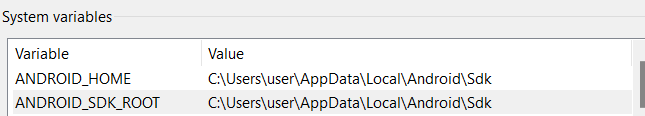 System variables
Variable Value
ANDROID_HOME C:\Users\user\AppData\Local\Android\Sdk
ANDROID_SDK_ROOT C:\Users\user\AppData\Local\Android\Sdk